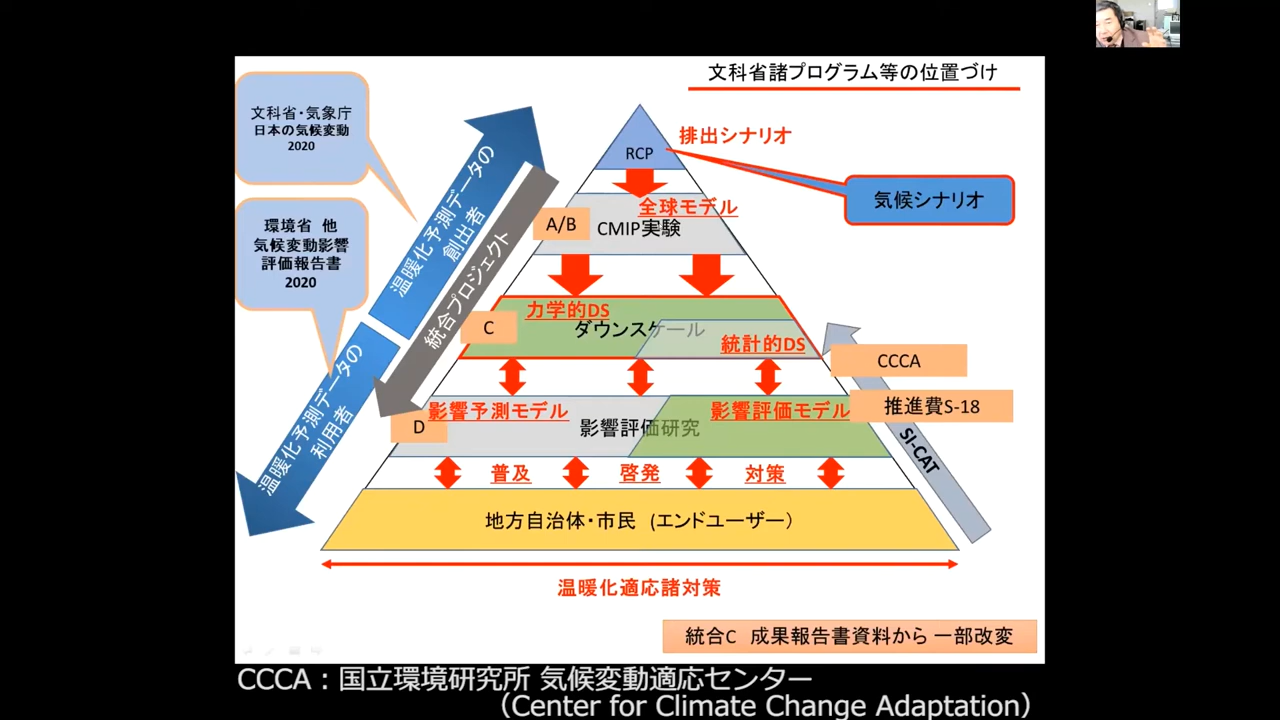 文科省諸プログラム等の位置づけ
文科省・気象庁
日本の気候変動
2020
環境省 他
気候変動影響
評価報告書
2020
温暖化予測データの
創出者
温暖化予測データの
利用者
統合プロジェクト
RCP
排出シナリオ
気候シナリオ
全球モデル
A/B
CMIP実験
力学的DS
C
ダウンスケール
統計的DS
CCCA
推進費S-18
SI-CAT
影響予測モデル
影響評価モデル
D
影響評価研究
普及
啓発
対策
地方自治体・市民 (エンドユーザー)
温暖化適応諸対策
統合C 成果報告書資料から 一部改変
CCCA:国立環境研究所 気候変動適応センター
(Center for Climate Change Adaptation)